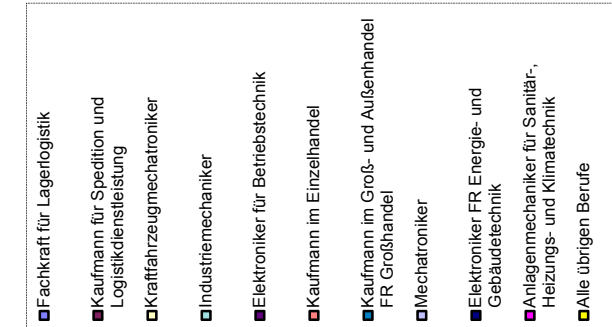 Fachkraft für Lagerlogistik
Kaufmann für Spedition und
Logistikdienstleistung
Kraftfahrzeugmechatroniker
Industriemechaniker
Elektroniker für Betriebstechnik
Kaufmann im Einzelhandel
Kaufmann im Groß- und Außenhandel
FR Großhandel
Mechatroniker
Elektroniker FR Energie- und
Gebäudetechnik
Anlagenmechaniker für Sanitär-,
Heizungs- und Klimatechnik
Alle übrigen Berufe